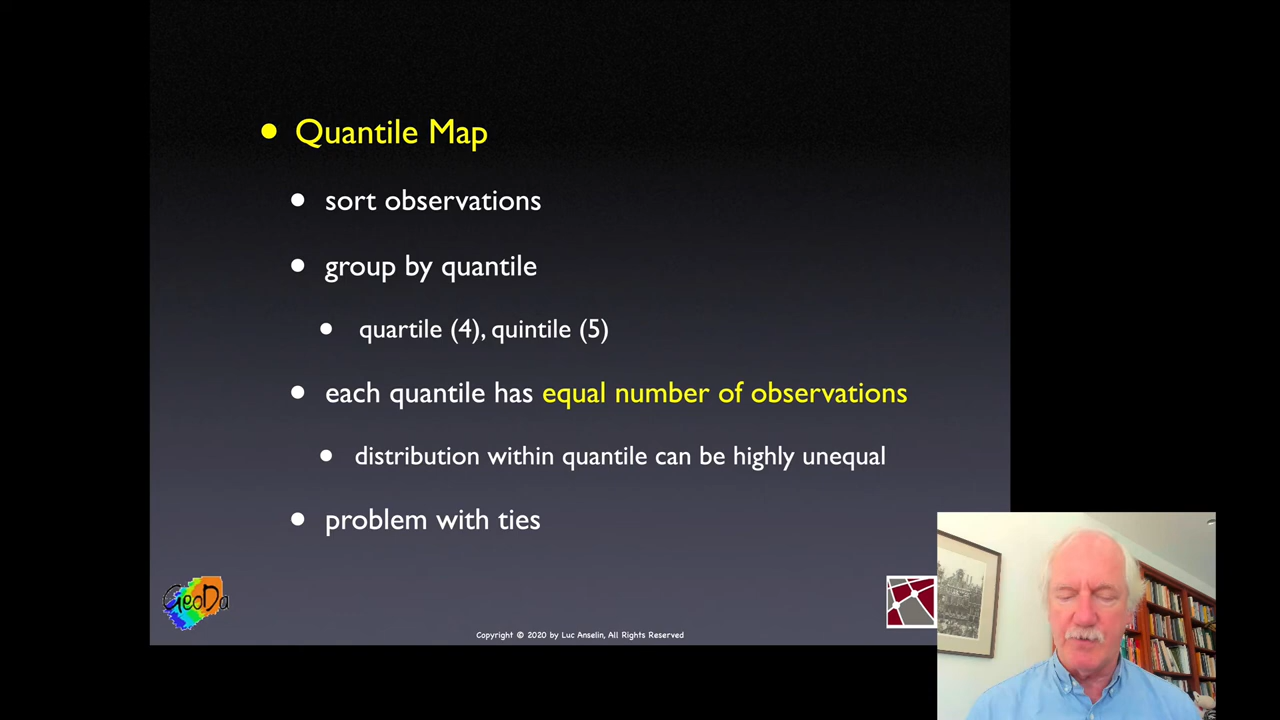 Quantile Map
sort observations
group by quantile
quartile (4), quintile (5)
each quantile has equal number of observations
distribution within quantile can be highly unequal
problem with ties
GeoDa
Copyright © 2020 by Luc Anselin, All Rights Reserved